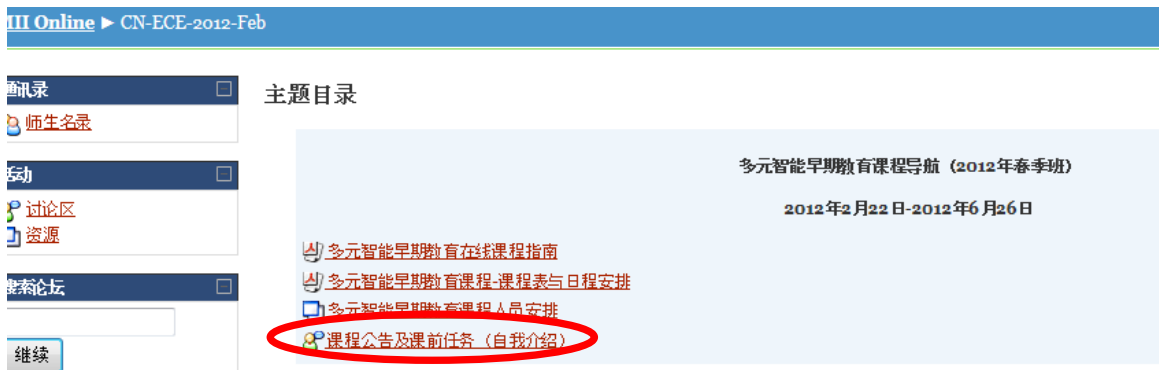 MII Online ► CN-ECE-2012-Feb
通讯录
师生名录
活动
讨论区
资源
搜索论坛
继续
主题目录
多元智能早期教育课程导航（2012年春季班）
2012年2月22日-2012年6月26日
多元智能早期教育在线课程指南
多元智能早期教育课程-课程表与日程安排
多元智能早期教育课程人员安排
课程公告及课前任务（自我介绍）